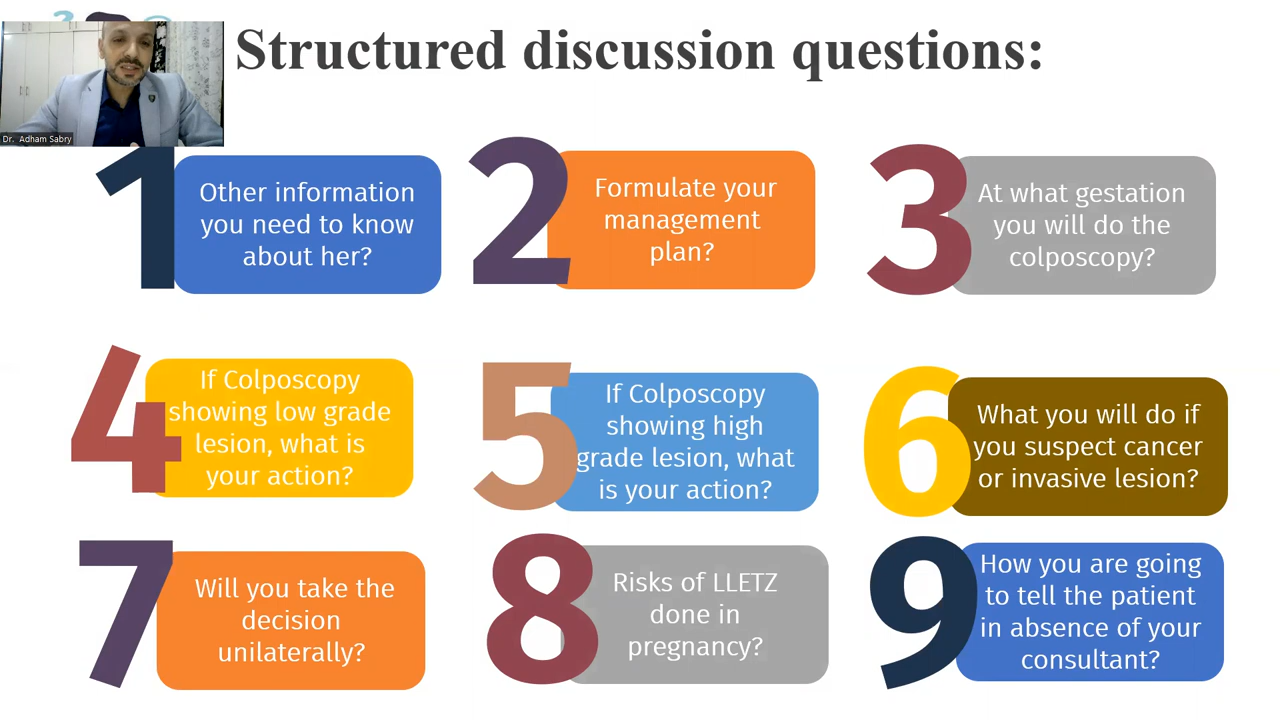 Structured discussion questions:
Dr. Adham Sabry
1
Other information
you need to know
about her?
2
Formulate your
management
plan?
3
At what gestation
you will do the
colposcopy?
4
If Colposcopy
showing low grade
lesion, what is
your action?
5
If Colposcopy
showing high
grade lesion, what
is your action?
6
What you will do if
you suspect cancer
or invasive lesion?
7
Will you take the
decision
unilaterally?
8
Risks of LLETZ
done in
pregnancy?
9
How you are going
to tell the patient
in absence of your
consultant?